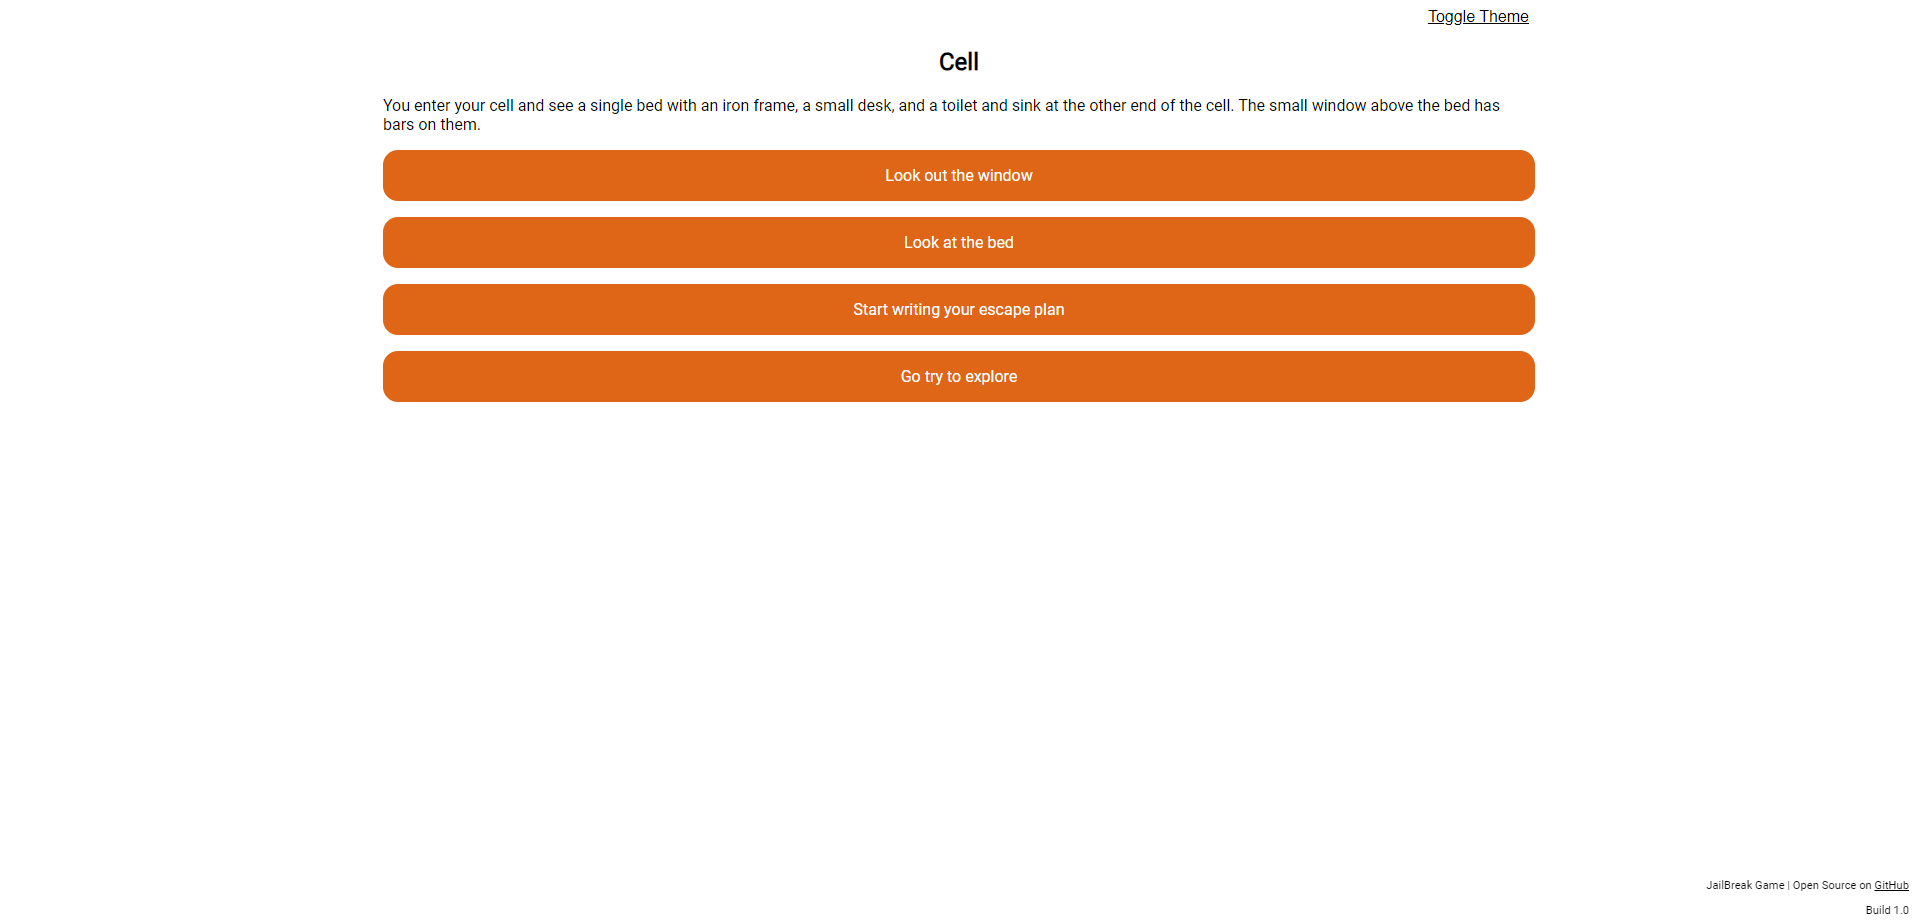 Toggle Theme
Cell
You enter your cell and see a single bed with an iron frame, a small desk, and a toilet and sink at the other end of the cell. The small window above the bed has
bars on them.
Look out the window
Look at the bed
Start writing your escape plan
Go try to explore
JailBreak Game | Open Source on GitHub
Build 1.0